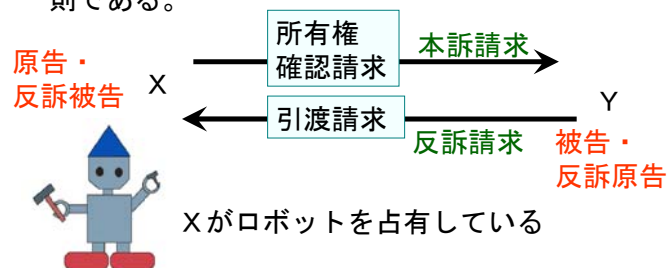 則である。
所有権
確認請求
本訴請求
原告・
反訴被告
X
引渡請求
反訴請求
Y
被告・
反訴原告
Xがロボットを占有している